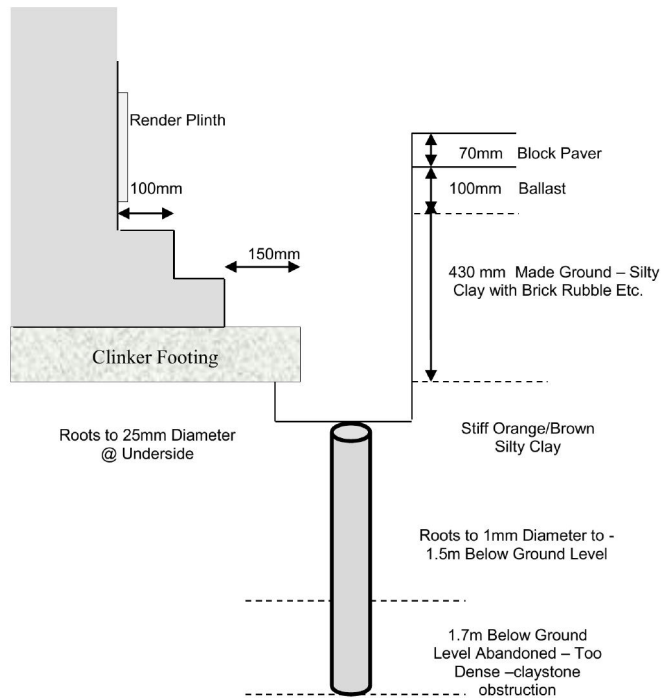 Render Plinth
100mm
150mm
Clinker Footing
Roots to 25mm Diameter
@ Underside
70mm Block Paver
100mm Ballast
430 mm Made Ground – Silty
Clay with Brick Rubble Etc.
Stiff Orange/Brown
Silty Clay
Roots to 1mm Diameter to -
1.5m Below Ground Level
1.7m Below Ground
Level Abandoned – Too
Dense –claystone
obstruction